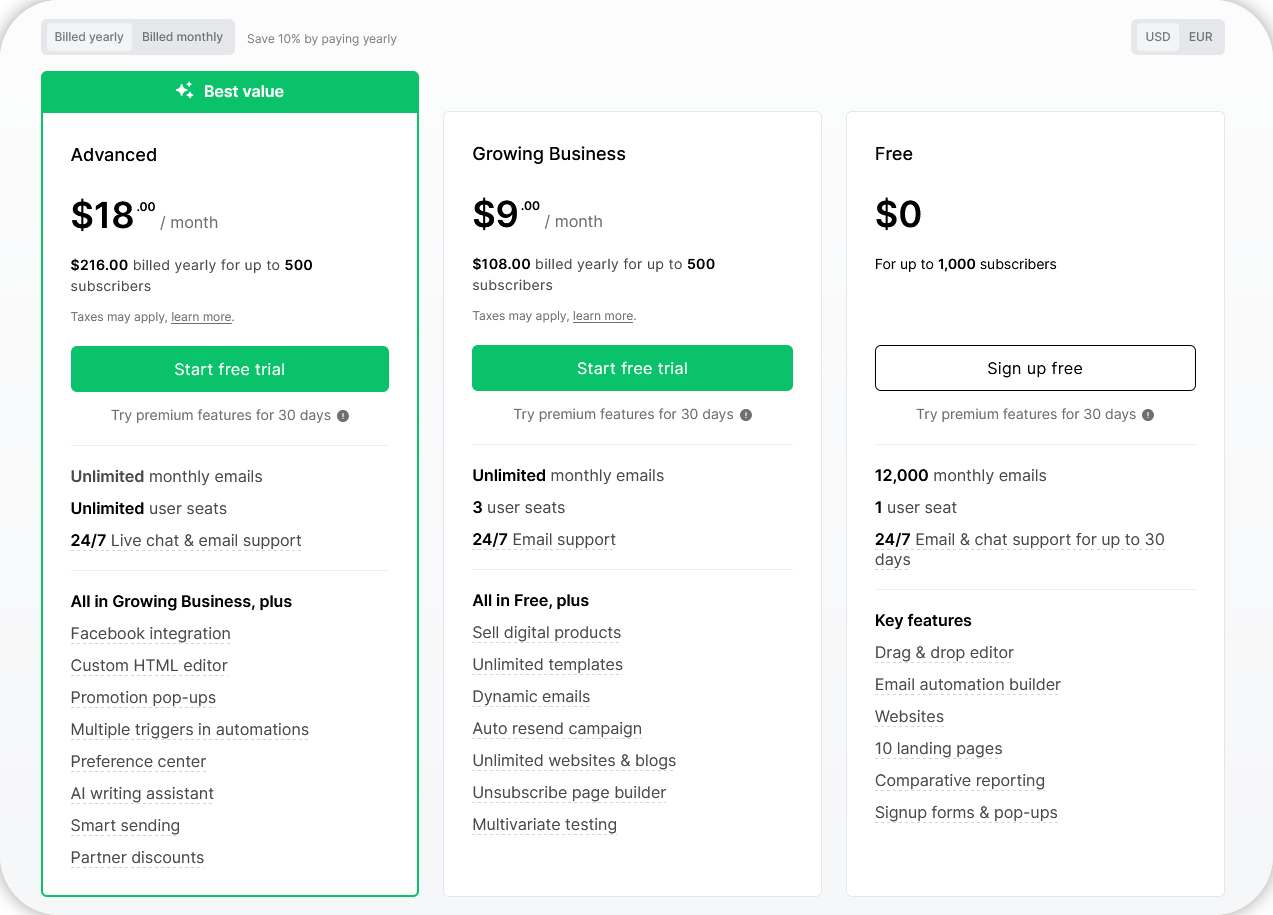 Billed yearly
Billed monthly
Save 10% by paying yearly
USD
EUR
Best value
Advanced
$18.00 / month
$216.00 billed yearly for up to 500
subscribers
Taxes may apply, learn more.
Start free trial
Try premium features for 30 days
Unlimited monthly emails
Unlimited user seats
24/7 Live chat & email support
All in Growing Business, plus
Facebook integration
Custom HTML editor
Promotion pop-ups
Multiple triggers in automations
Preference center
AI writing assistant
Smart sending
Partner discounts
Growing Business
$9.00 / month
$108.00 billed yearly for up to 500
subscribers
Taxes may apply, learn more.
Start free trial
Try premium features for 30 days
Unlimited monthly emails
3 user seats
24/7 Email support
All in Free, plus
Sell digital products
Unlimited templates
Dynamic emails
Auto resend campaign
Unlimited websites & blogs
Unsubscribe page builder
Multivariate testing
Free
$0
For up to 1,000 subscribers
Sign up free
Try premium features for 30 days
12,000 monthly emails
1 user seat
24/7 Email & chat support for up to 30
days
Key features
Drag & drop editor
Email automation builder
Websites
10 landing pages
Comparative reporting
Signup forms & pop-ups